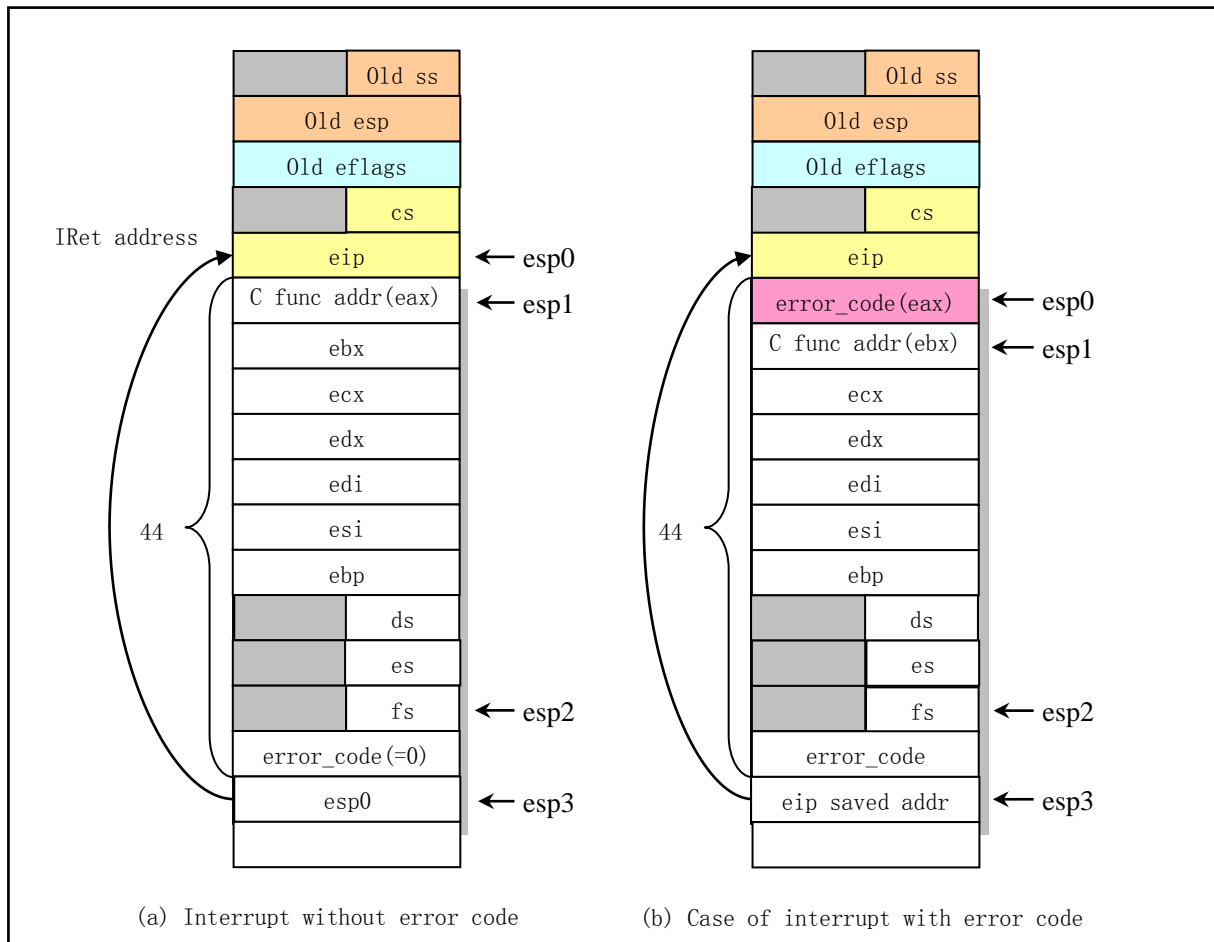 Old ss
Old esp
Old eflags
cs
IRet address
eip
esp0
C func addr(eax)
esp1
ebx
ecx
edx
edi
44
esi
ebp
ds
es
fs
esp2
error_code(=0)
esp0
esp3
(a) Interrupt without error code
Old ss
Old esp
Old eflags
cs
eip
error_code(eax)
esp0
C func addr(ebx)
esp1
ecx
edx
edi
44
esi
ebp
ds
es
fs
esp2
error_code
eip saved addr
esp3
(b) Case of interrupt with error code